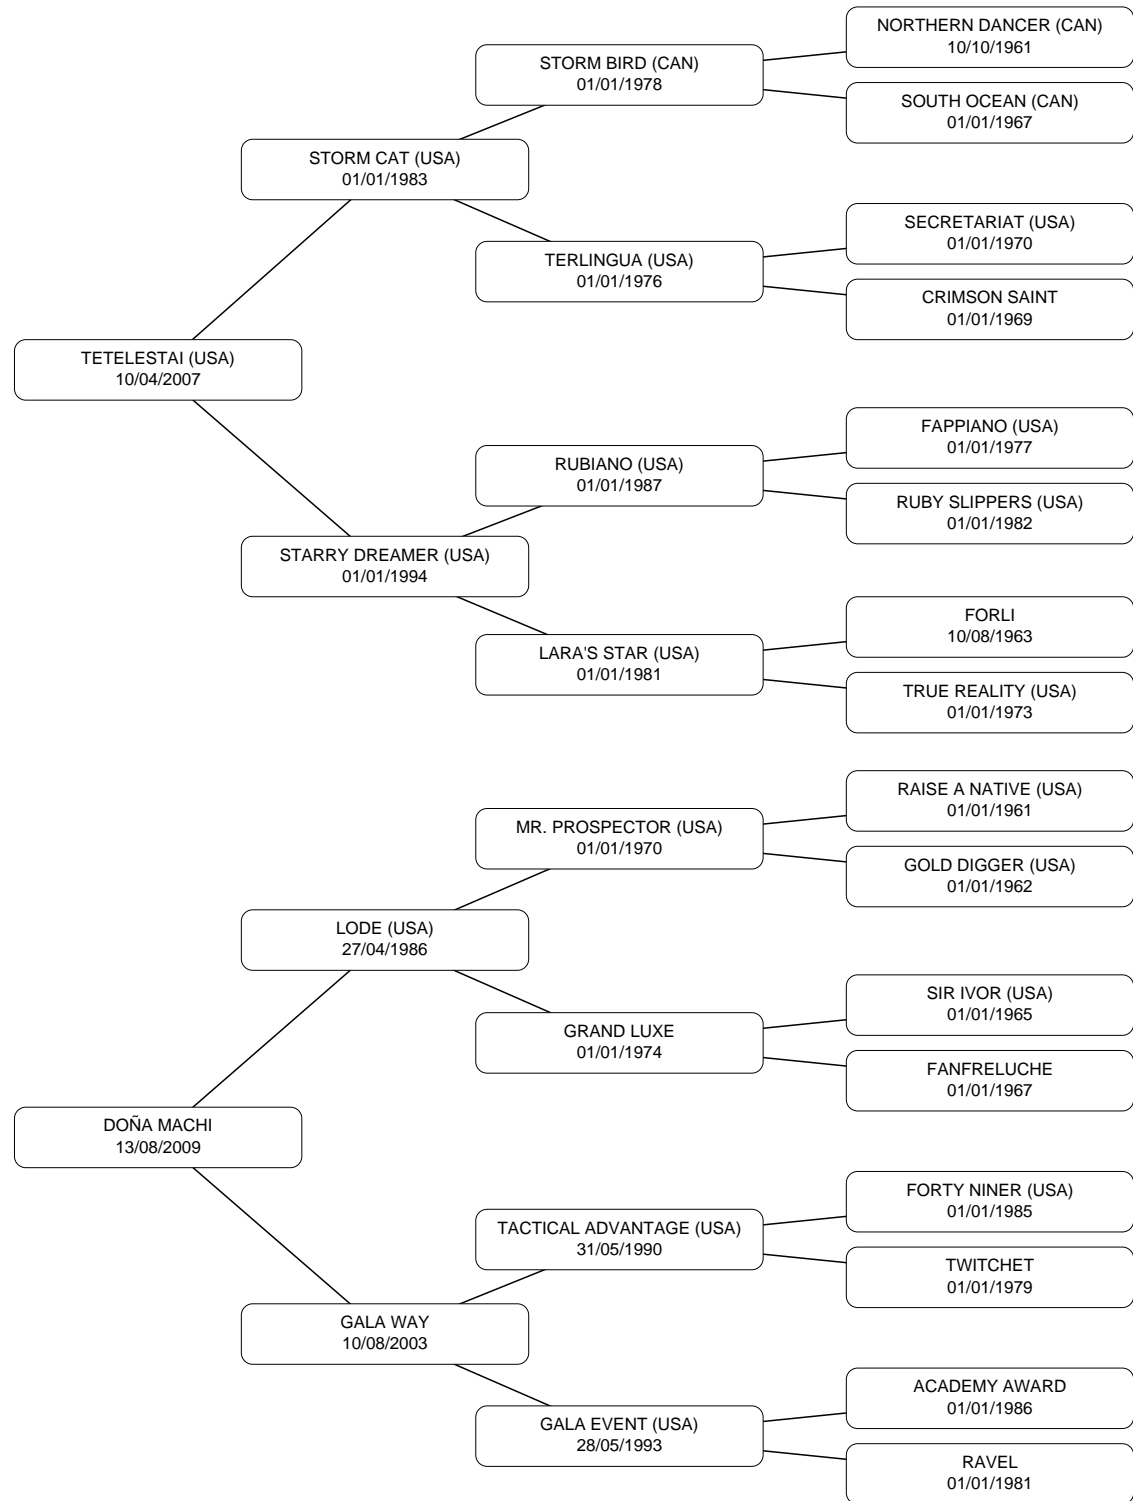 NORTHERN DANCER (CAN)
10/10/1961
STORM BIRD (CAN)
01/01/1978
SOUTH OCEAN (CAN)
01/01/1967
STORM CAT (USA)
01/01/1983
SECRETARIAT (USA)
01/01/1970
TERLINGUA (USA)
01/01/1976
CRIMSON SAINT
01/01/1969
TETELESTAI (USA)
10/04/2007
FAPPIANO (USA)
01/01/1977
RUBIANO (USA)
01/01/1987
RUBY SLIPPERS (USA)
01/01/1982
STARRY DREAMER (USA)
01/01/1994
FORLI
10/08/1963
LARA'S STAR (USA)
01/01/1981
TRUE REALITY (USA)
01/01/1973
RAISE A NATIVE (USA)
01/01/1961
MR. PROSPECTOR (USA)
01/01/1970
GOLD DIGGER (USA)
01/01/1962
LODE (USA)
27/04/1986
SIR IVOR (USA)
01/01/1965
GRAND LUXE
01/01/1974
FANFRELUCHE
01/01/1967
DOÑA MACHI
13/08/2009
FORTY NINER (USA)
01/01/1985
TACTICAL ADVANTAGE (USA)
31/05/1990
TWITCHET
01/01/1979
GALA WAY
10/08/2003
ACADEMY AWARD
01/01/1986
GALA EVENT (USA)
28/05/1993
RAVEL
01/01/1981